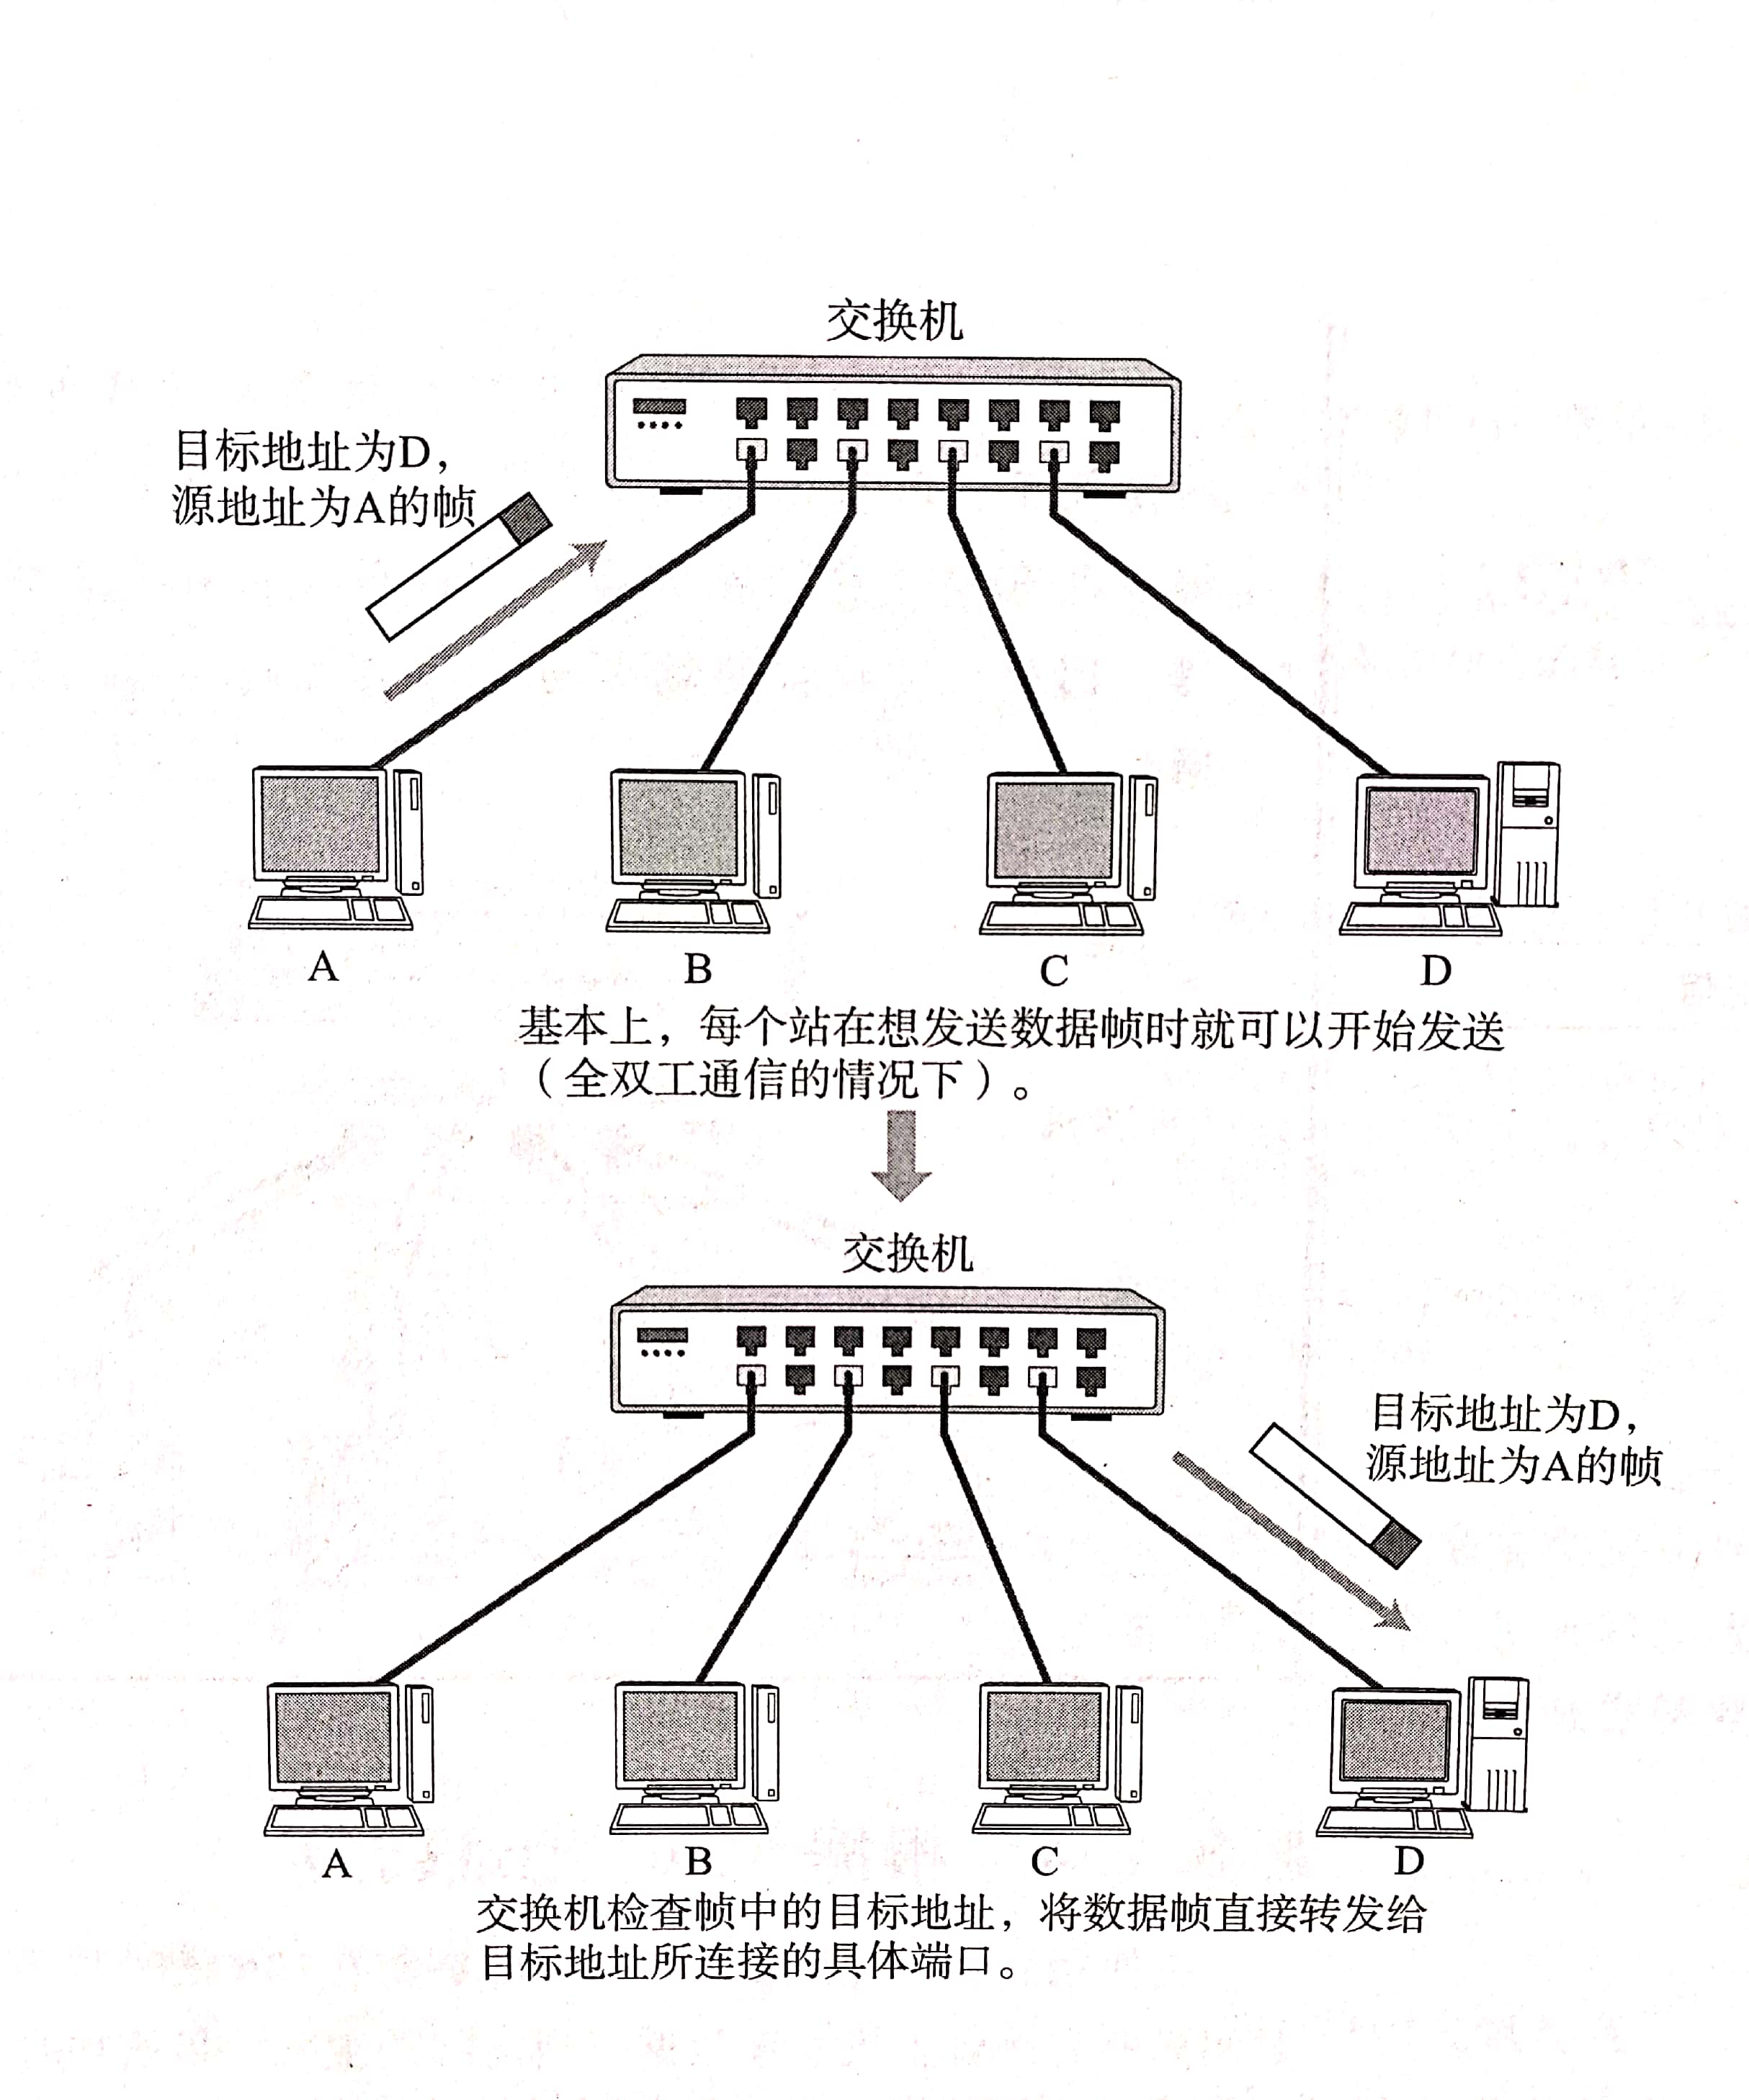 交换机
目标地址为D，
源地址为A的帧
A
B
C
D
基本上，每个站在想发送数据帧时就可以开始发送
（全双工通信的情况下）。
交换机
目标地址为D，
源地址为A的帧
A
B
C
D
交换机检查帧中的目标地址，将数据帧直接转发给
目标地址所连接的具体端口。